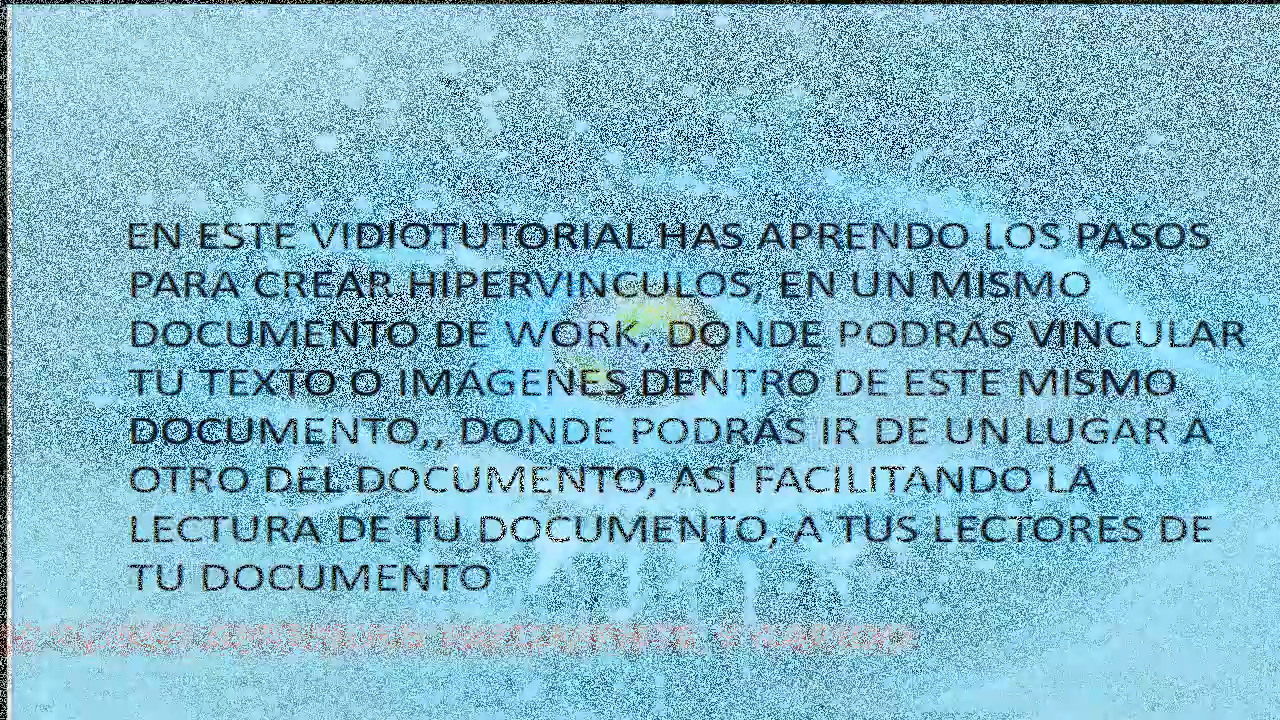 EN ESTE VIDIOTUTORIAL HAS APRENDO LOS PASOS
PARA CREAR HIPERVINCULOS, EN UN MISMO
DOCUMENTO DE WORK, DONDE PODRÁS VINCULAR
TU TEXTO O IMAGENES DENTRO DE ESTE MISMO
DOCUMENTO,, DONDE PODRÁS IR DE UN LUGAR A
OTRO DEL DOCUMENTO, ASÍ FACILITANDO LA
LECTURA DE TU DOCUMENTO, A TUS LECTORES DE
TU DOCUMENTO